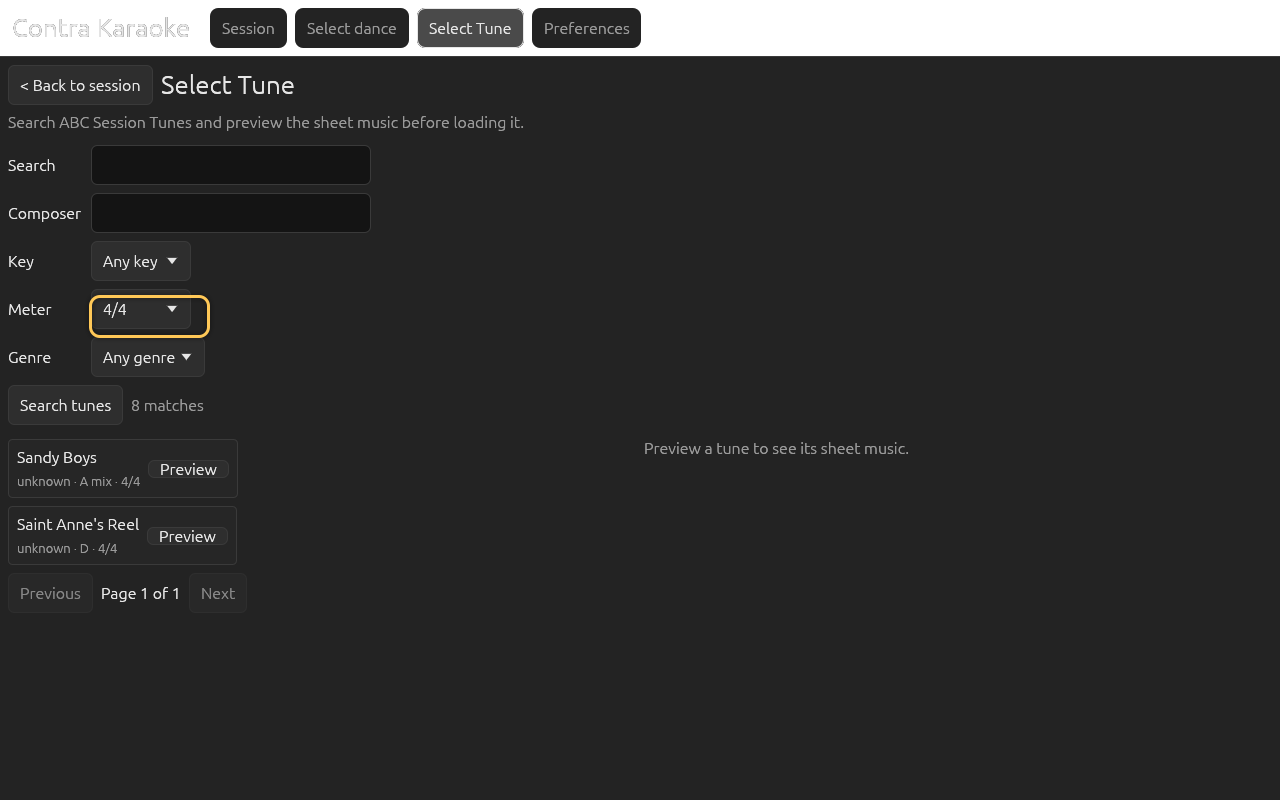 Contra Karaoke Session Select dance Select Tune Preferences
< Back to session Select Tune
Search ABC Session Tunes and preview the sheet music before loading it.
Search
Composer
Key Any key
Meter 4/4
Genre Any genre
Search tunes 8 matches
Sandy Boys
unknown · A mix · 4/4
Preview
Saint Anne's Reel
unknown · D · 4/4
Preview
Previous Page 1 of 1 Next
Preview a tune to see its sheet music.